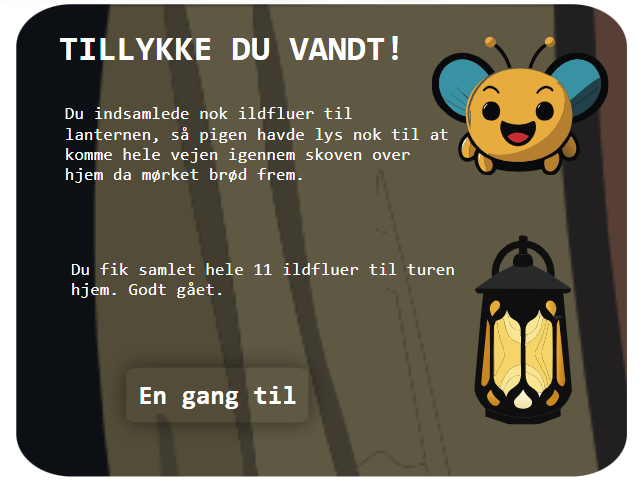 TILLYKKE DU VANDT!
Du indsamlede nok ildfluer til
lanternen, så pigen havde lys nok til at
komme hele vejen igennem skoven over
hjem da mørket brød frem.
Du fik samlet hele 11 ildfluer til turen
hjem. Godt gået.
En gang til